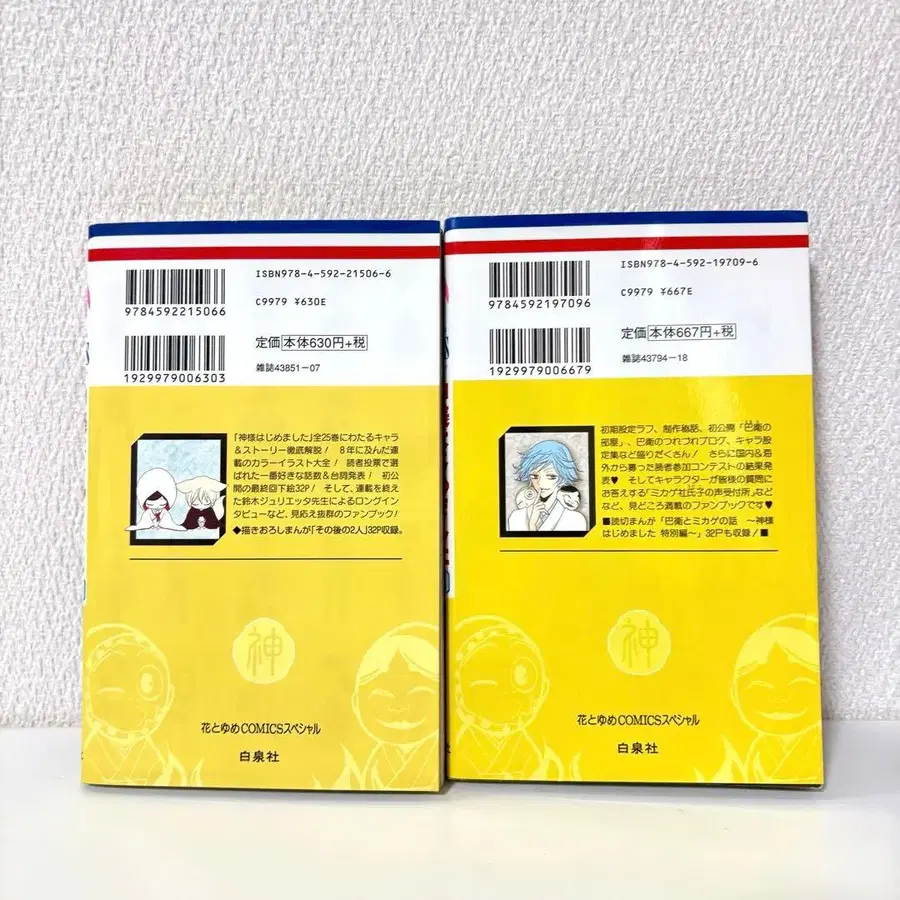 ISBN978-4-592-21506-6
C9979 ¥630E
9784592215066
定価 本体630円+税
雑誌43851-07
1929979006303
「神様はじめました」全25巻にわたるキャラ
&ストーリー徹底解説! 8年に及んだ連
載のカラーイラスト大全! 読者投票で選
ばれた一番好きな話数&台詞発表! 初公
開の最終回下絵32P! そして、連載を終え
た鈴木ジュリエッタ先生によるロングイン
タビューなど、見応え抜群のファンブック!
◆描きおろしまんが「その後の2人」32P収録。
神
花とゆめCOMICSスペシャル
白泉社
ISBN978-4-592-19709-6
C9979 ¥667E
9784592197096
定価 本体667円+税
雑誌43794-18
1929979006679
初期設定ラフ、制作秘話、初公開「巴衛の
部屋」、巴衛のつれづれブログ、キャラ設
定集など盛りだくさん! さらに国内&海
外から募った読者参加コンテストの結果発
表♥ そしてキャラクターが皆様の質問に
お答えする「ミカゲ社氏子の声受付所」など
など、見どころ満載のファンブックです♥
■読切まんが「巴衛とミカゲの話 〜神様
はじめました 特別編〜」32Pも収録!■
神
花とゆめCOMICSスペシャル
白泉社